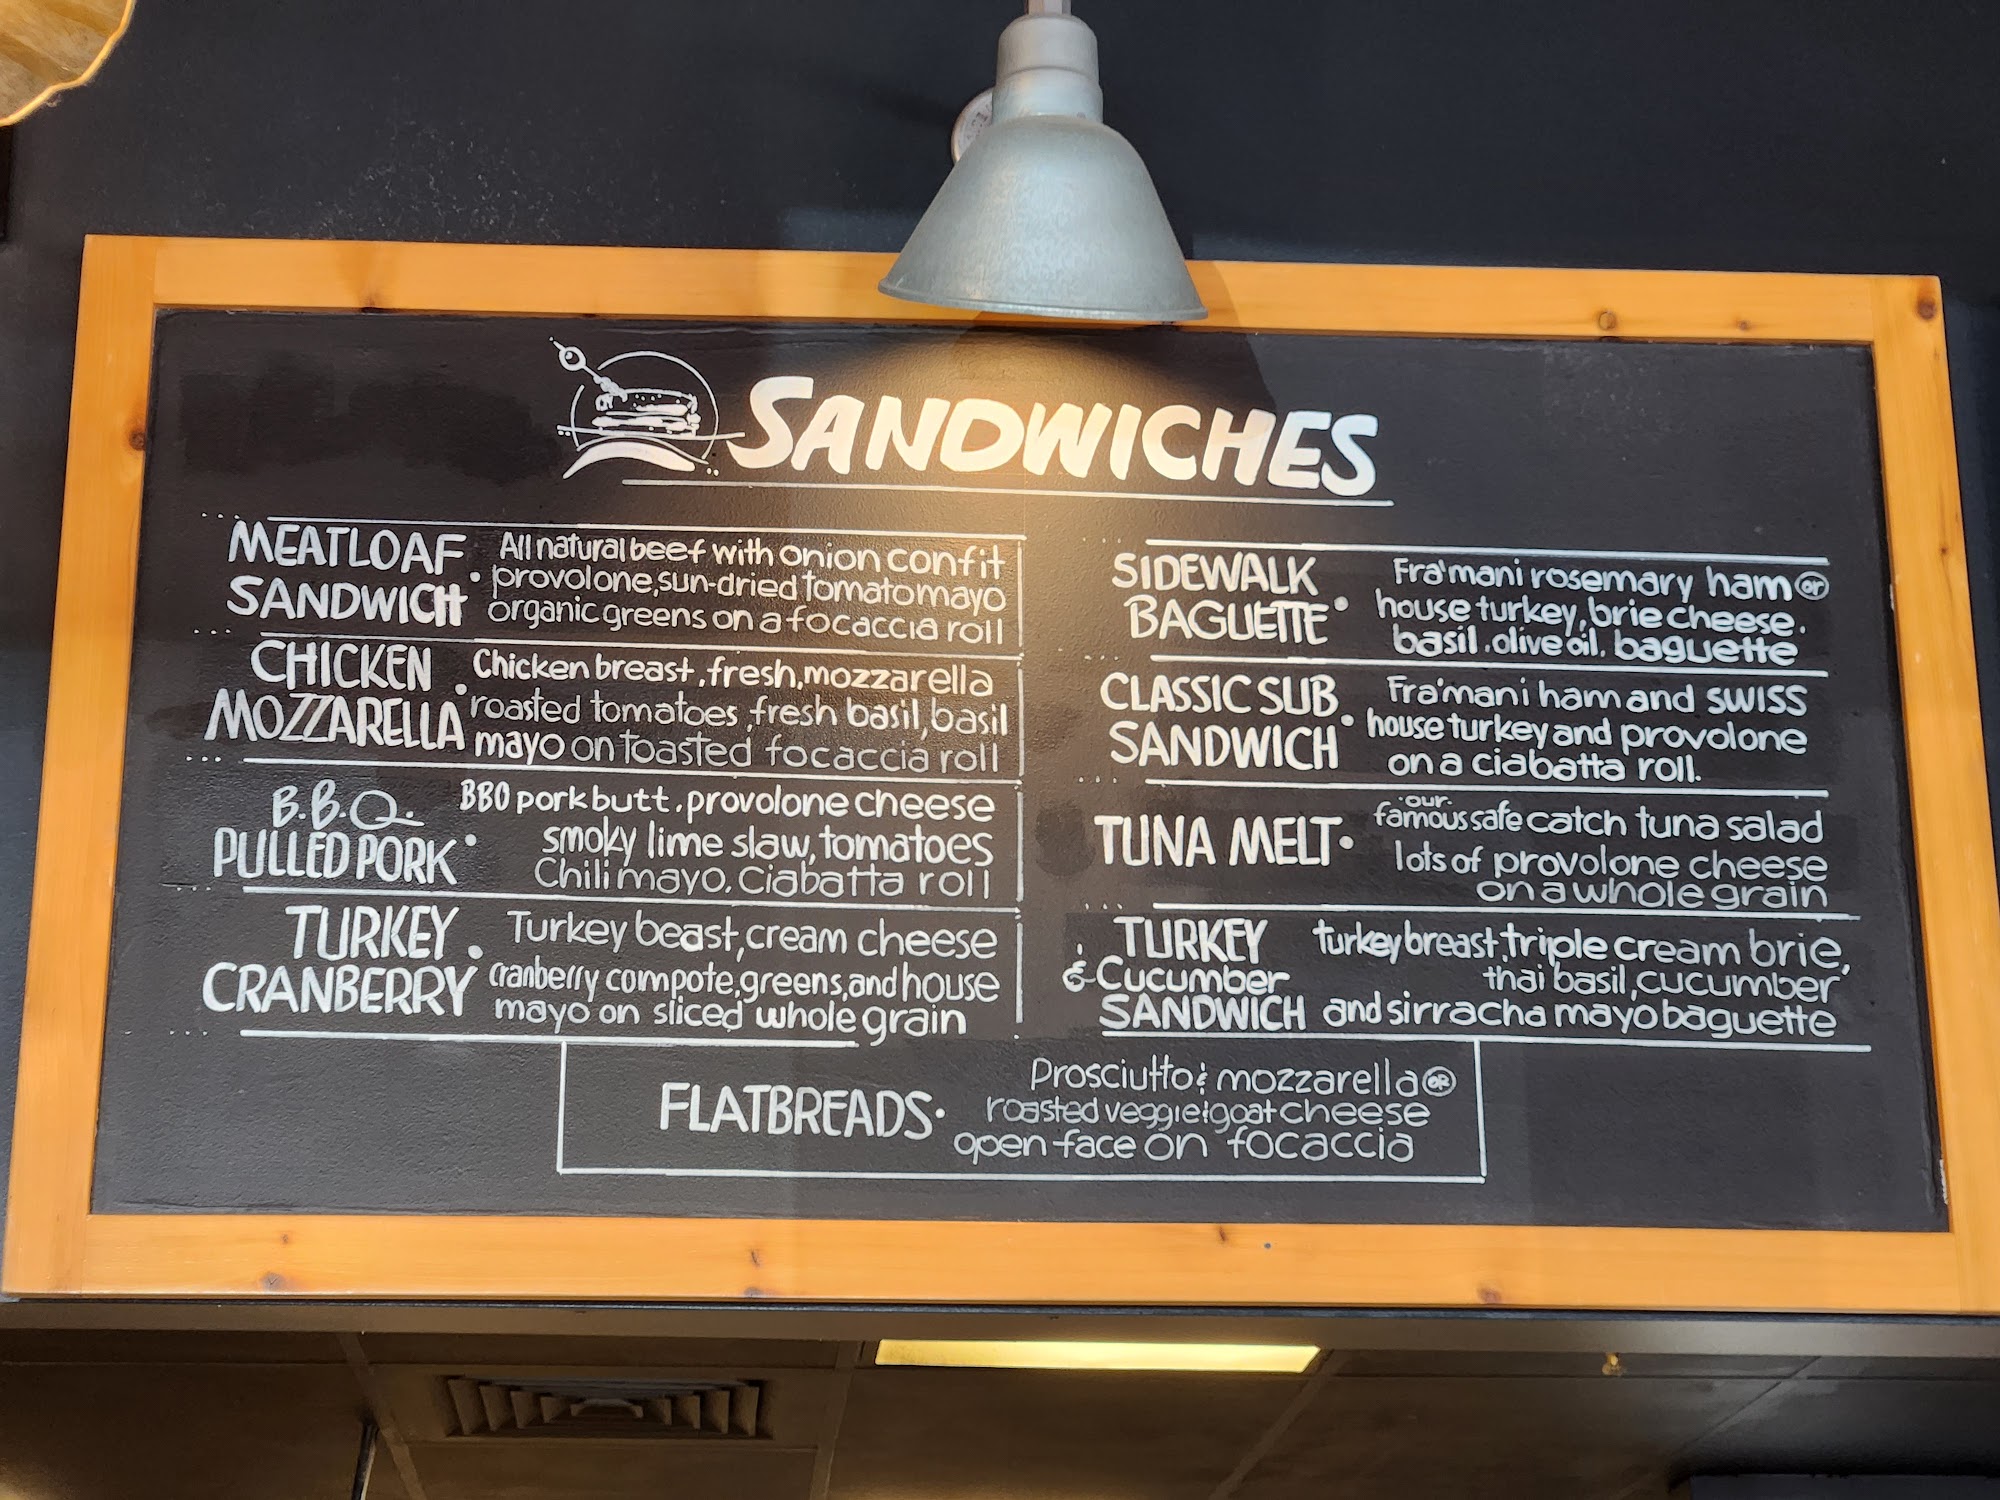 SANDWICHES
MEATLOAF
SANDWICH
All natural beef with onion confit
provolone, sun-dried tomato mayo
organic greens on a focaccia roll
CHICKEN
MOZZARELLA
Chicken breast, fresh, mozzarella
roasted tomatoes, fresh basil, basil
mayo on toasted focaccia roll
B.B.Q.
PULLED PORK
BBQ pork butt, provolone cheese
smoky lime slaw, tomatoes
Chili mayo, Ciabatta roll
TURKEY
CRANBERRY
Turkey beast, cream cheese
cranberry compote, greens, and house
mayo on sliced whole grain
SIDEWALK
BAGUETTE
Fra'mani rosemary ham OR
house turkey, brie cheese,
basil, olive oil, baguette
CLASSIC SUB
SANDWICH
Fra'mani ham and SWISS
house turkey and provolone
on a ciabatta roll.
TUNA MELT
our
famous safe catch tuna salad
lots of provolone cheese
on a whole grain
TURKEY
& Cucumber
SANDWICH
turkey breast, triple cream brie,
thai basil, cucumber
and sirracha mayo baguette
FLATBREADS
Prosciutto & mozzarella OR
roasted veggie & goat cheese
open face on focaccia